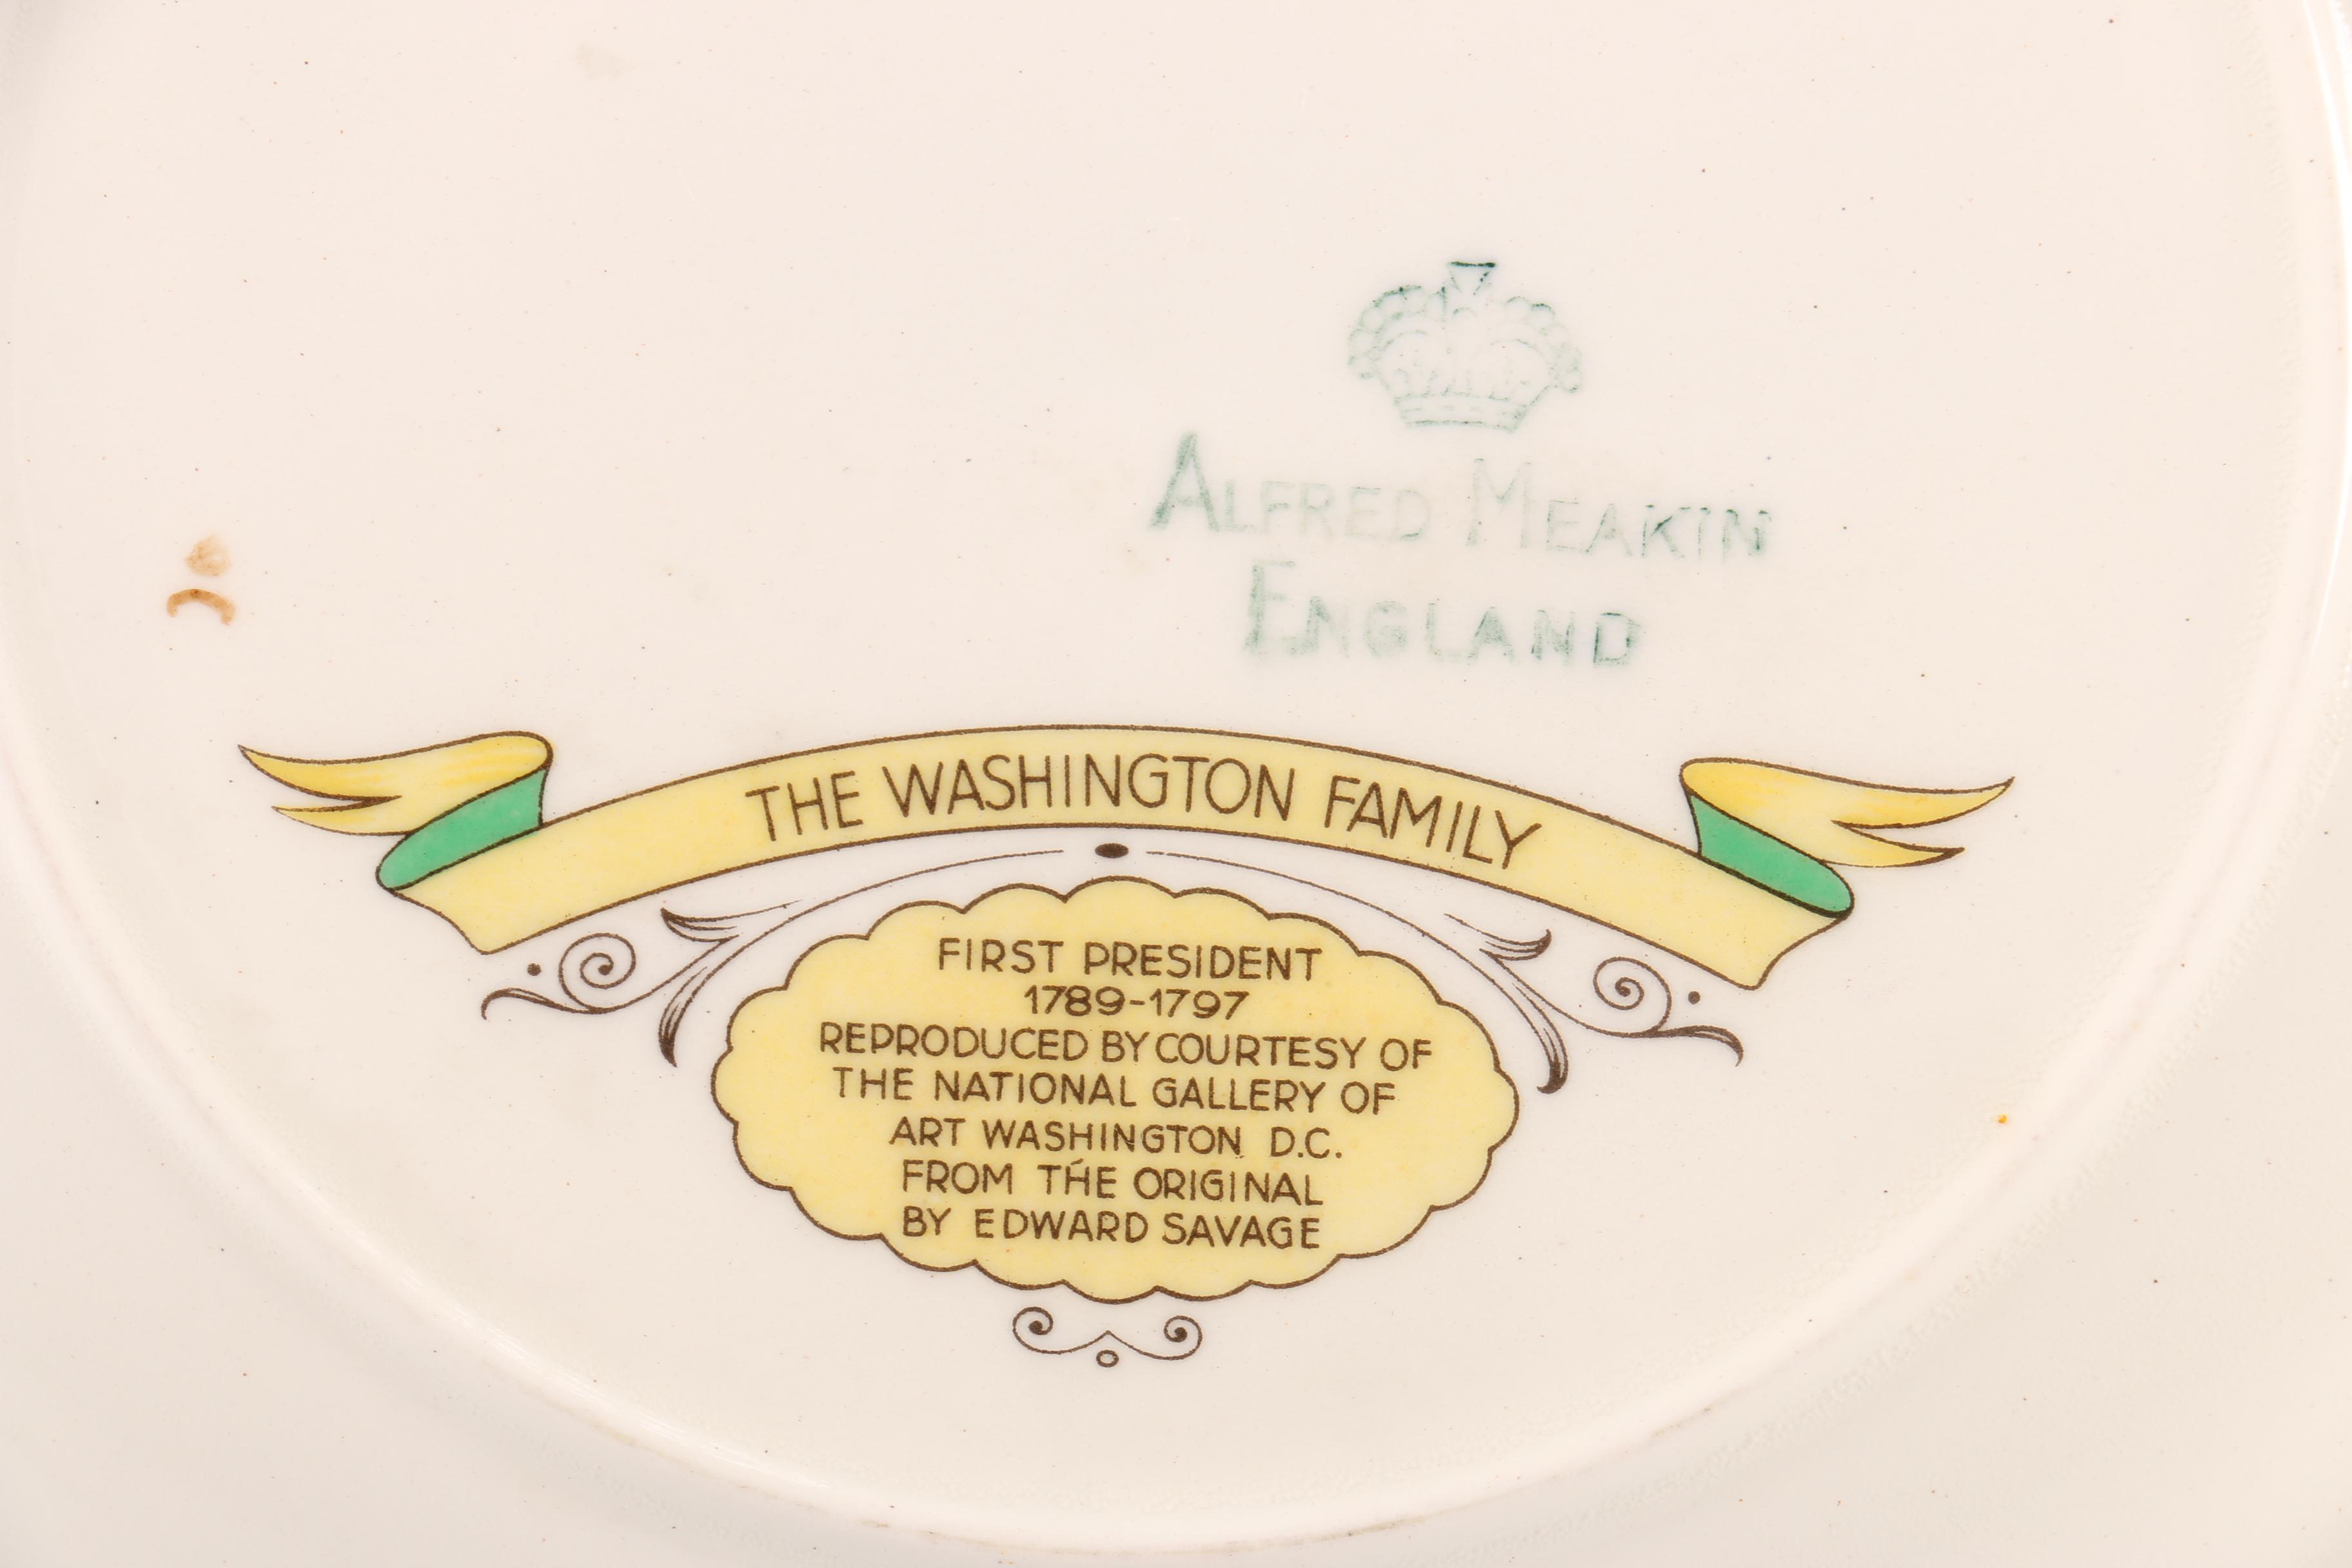 ALFRED MEAKIN
ENGLAND
THE WASHINGTON FAMILY
FIRST PRESIDENT
1789-1797
REPRODUCED BY COURTESY OF
THE NATIONAL GALLERY OF
ART WASHINGTON D.C.
FROM THE ORIGINAL
BY EDWARD SAVAGE